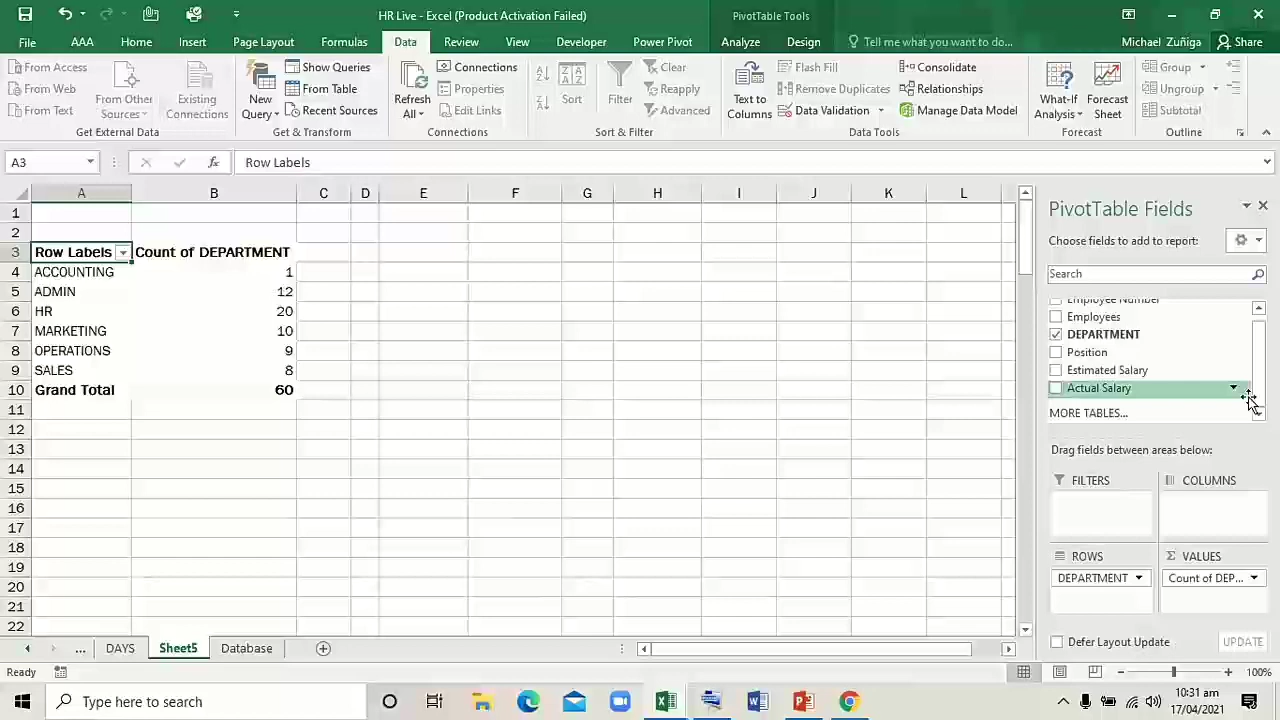 HR Live - Excel (Product Activation Failed)
PivotTable Tools
File AAA Home Insert Page Layout Formulas Data Review View Developer Power Pivot Analyze Design Tell me what you want to do... Michael Zuñiga Share
From Access
From Web
From Text
From Other Sources
Existing Connections
Get External Data
New Query
Show Queries
From Table
Recent Sources
Get & Transform
Refresh All
Connections
Properties
Edit Links
Connections
Sort
Filter
Clear
Reapply
Advanced
Sort & Filter
Text to Columns
Flash Fill
Remove Duplicates
Data Validation
Consolidate
Relationships
Manage Data Model
Data Tools
What-If Analysis
Forecast Sheet
Forecast
Group
Ungroup
Subtotal
Outline
A3
fx
Row Labels
A B C D E F G H I J K L
1
2
3 Row Labels Count of DEPARTMENT
4 ACCOUNTING 1
5 ADMIN 12
6 HR 20
7 MARKETING 10
8 OPERATIONS 9
9 SALES 8
10 Grand Total 60
11
12
13
14
15
16
17
18
19
20
21
22
PivotTable Fields
Choose fields to add to report:
Search
Employee Number
Employees
DEPARTMENT
Position
Estimated Salary
Actual Salary
MORE TABLES...
Drag fields between areas below:
FILTERS COLUMNS
ROWS Σ VALUES
DEPARTMENT Count of DEP...
Defer Layout Update UPDATE
... DAYS Sheet5 Database
Ready 100%
Type here to search
10:31 am
17/04/2021